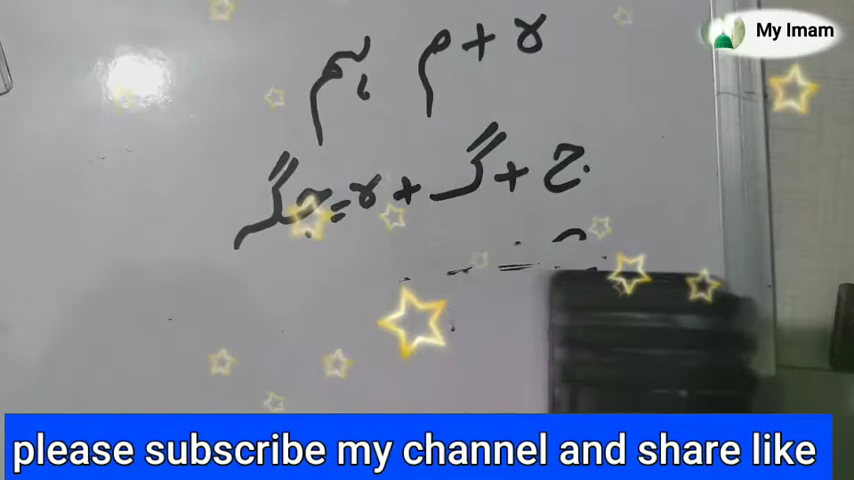 My Imam
ہ + م ہم
ج + گ + ہ = جگہ
please subscribe my channel and share like